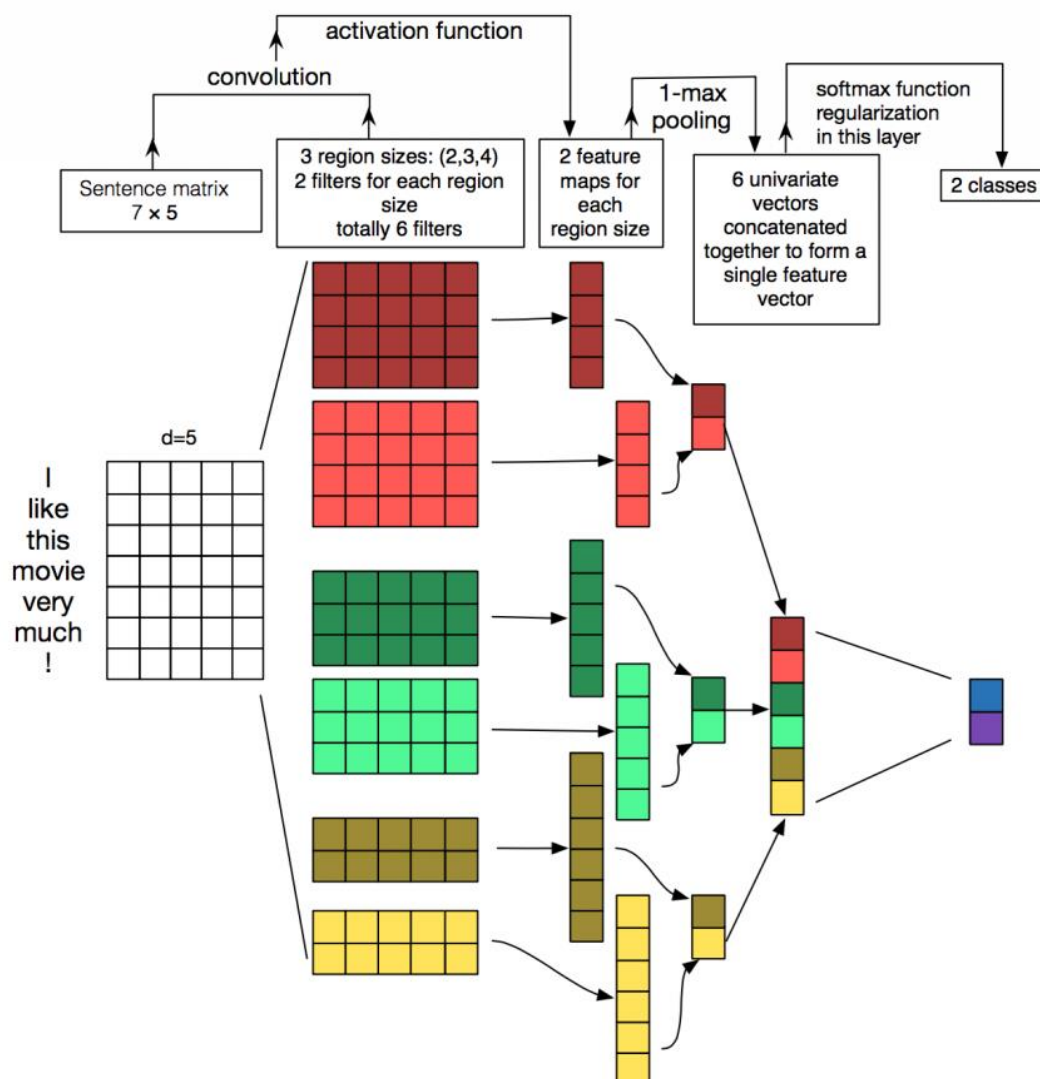 activation function
convolution
1-max
pooling
softmax function
regularization
in this layer
Sentence matrix
7 × 5
3 region sizes: (2,3,4)
2 filters for each region
size
totally 6 filters
2 feature
maps for
each
region size
6 univariate
vectors
concatenated
together to form a
single feature
vector
2 classes
d=5
I
like
this
movie
very
much
!